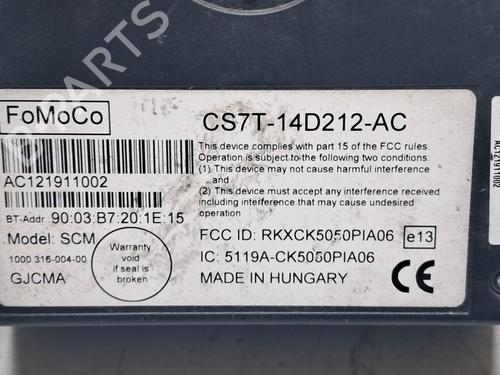 FoMoCo
AC121911002
BT-Addr 90:03:B7:20:1E:15
Model: SCM
1000 316-004-00
GJCMA
Warranty
void
if seal is
broken
CS7T-14D212-AC
This device complies with part 15 of the FCC rules.
Operation is subject.to the following two conditions:
(1) This device may not cause harmful interference
and
(2) This device must accept any interference received
including interference that may cause undesired
operation
FCC ID: RKXCK5050PIA06
e13
IC: 5119A-CK5050PIA06
MADE IN HUNGARY
CE
AC121911002